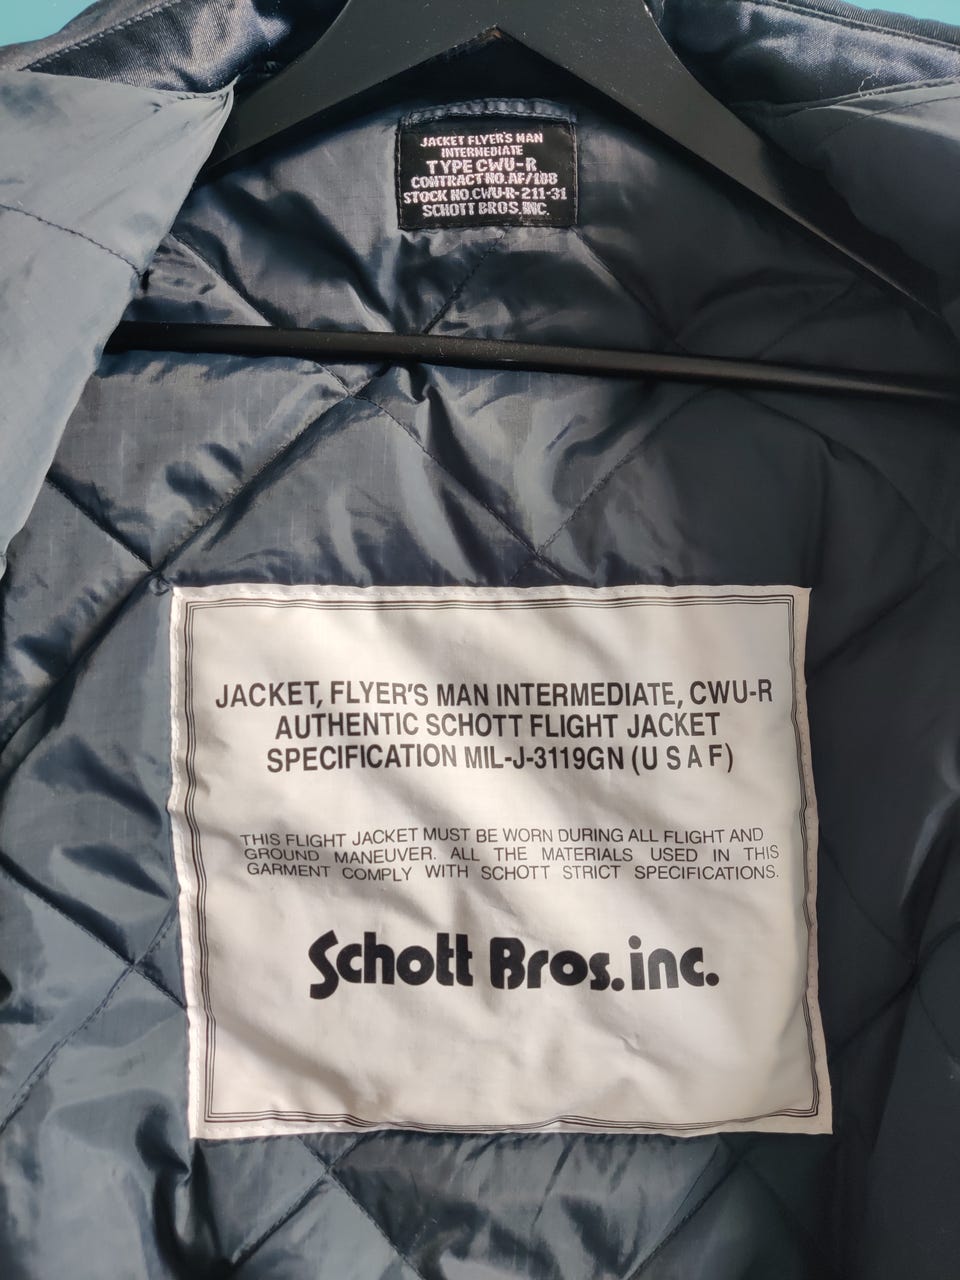 JACKET FLYER'S MAN
INTERMEDIATE
TYPE CWU-R
CONTRACT NO. AF/108
STOCK NO. CWU-R-211-31
SCHOTT BROS. INC.
JACKET, FLYER'S MAN INTERMEDIATE, CWU-R
AUTHENTIC SCHOTT FLIGHT JACKET
SPECIFICATION MIL-J-3119GN (U S A F)
THIS FLIGHT JACKET MUST BE WORN DURING ALL FLIGHT AND
GROUND MANEUVER. ALL THE MATERIALS USED IN THIS
GARMENT COMPLY WITH SCHOTT STRICT SPECIFICATIONS.
Schott Bros. inc.